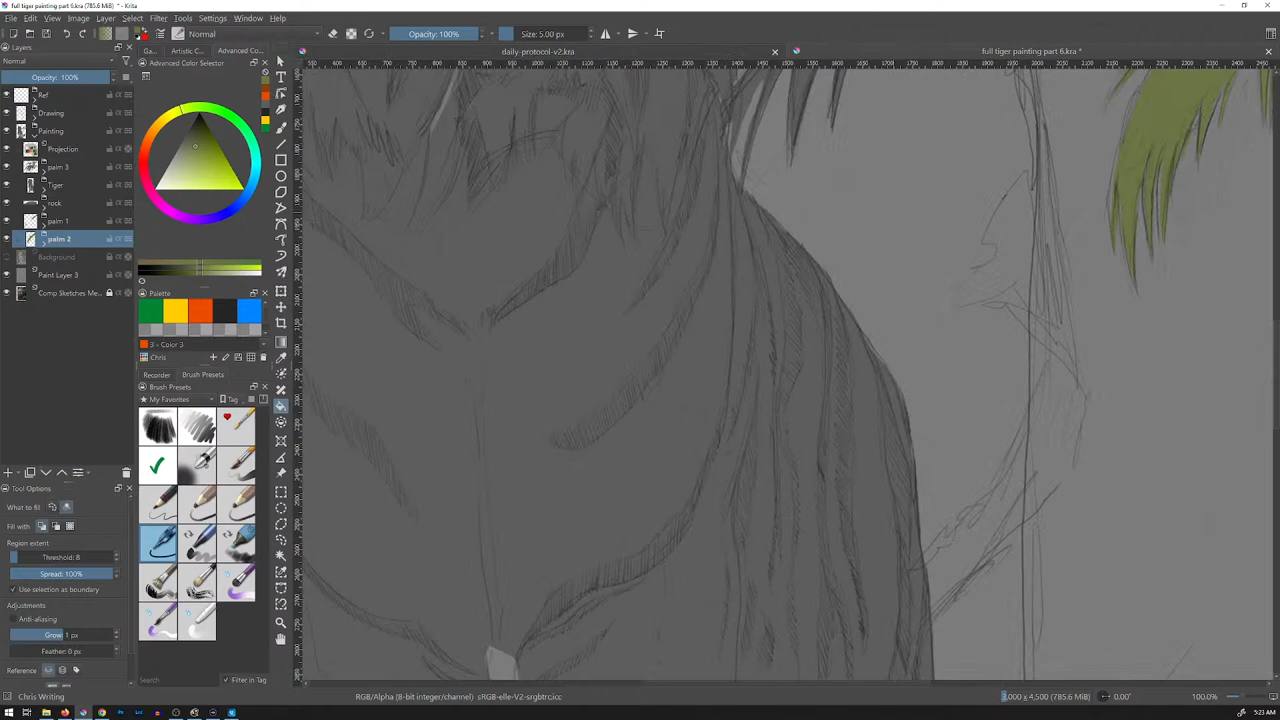 full tiger painting part 6.kra (785.6 MiB) * - Krita
File Edit View Image Layer Select Filter Tools Settings Window Help
Normal Opacity: 100% Size: 5.00 px
Layers
Normal
Opacity: 100%
Ref
Drawing
Painting
Projection
palm 3
Tiger
rock
palm 1
palm 2
Background
Paint Layer 3
Comp Sketches Me...
Ga... Artistic C... Advanced Co...
Advanced Color Selector
Palette
3 - Color 3
Chris
Recorder Brush Presets
Brush Presets
My Favorites Tag
Search Filter in Tag
daily-protocol-v2.kra
full tiger painting part 6.kra *
Tool Options
What to fill
Fill with
Region extent
Threshold: 8
Spread: 100%
Use selection as boundary
Adjustments
Anti-aliasing
Grow: 1 px
Feather: 0 px
Reference
Chris Writing
RGB/Alpha (8-bit integer/channel) sRGB-elle-V2-srgbtrc.icc
3,000 x 4,500 (785.6 MiB) 0.00° 100.0%
5:23 AM